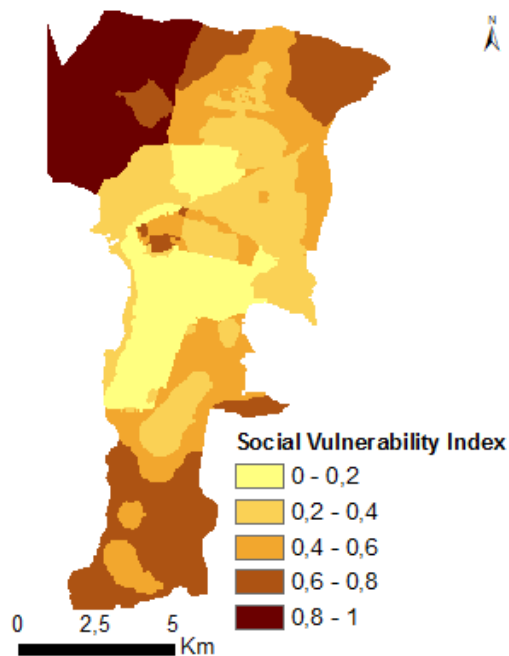 N
Social Vulnerability Index
0 - 0,2
0,2 - 0,4
0,4 - 0,6
0,6 - 0,8
0,8 - 1
0 2,5 5
Km